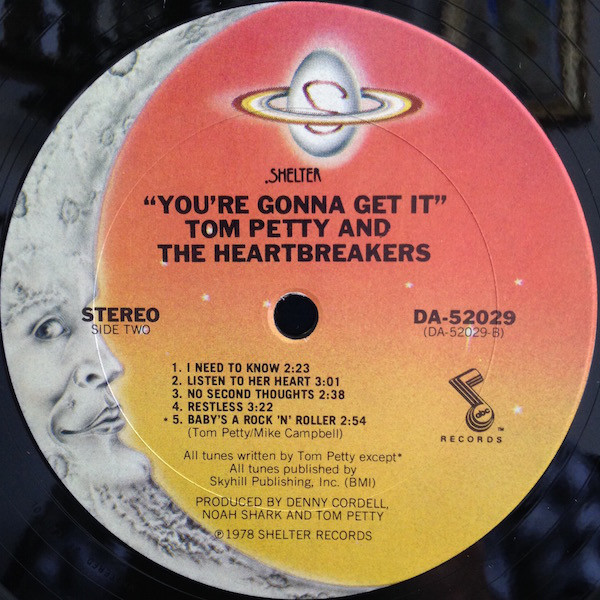 S
.SHELTER
"YOU'RE GONNA GET IT"
TOM PETTY AND
THE HEARTBREAKERS
STEREO
SIDE TWO
DA-52029
(DA-52029-B)
1. I NEED TO KNOW 2:23
2. LISTEN TO HER HEART 3:01
3. NO SECOND THOUGHTS 2:38
4. RESTLESS 3:22
*5. BABY'S A ROCK 'N' ROLLER 2:54
(Tom Petty/Mike Campbell)
abc
TM
RECORDS
All tunes written by Tom Petty except*
All tunes published by
Skyhill Publishing, Inc. (BMI)
PRODUCED BY DENNY CORDELL,
NOAH SHARK AND TOM PETTY
℗1978 SHELTER RECORDS